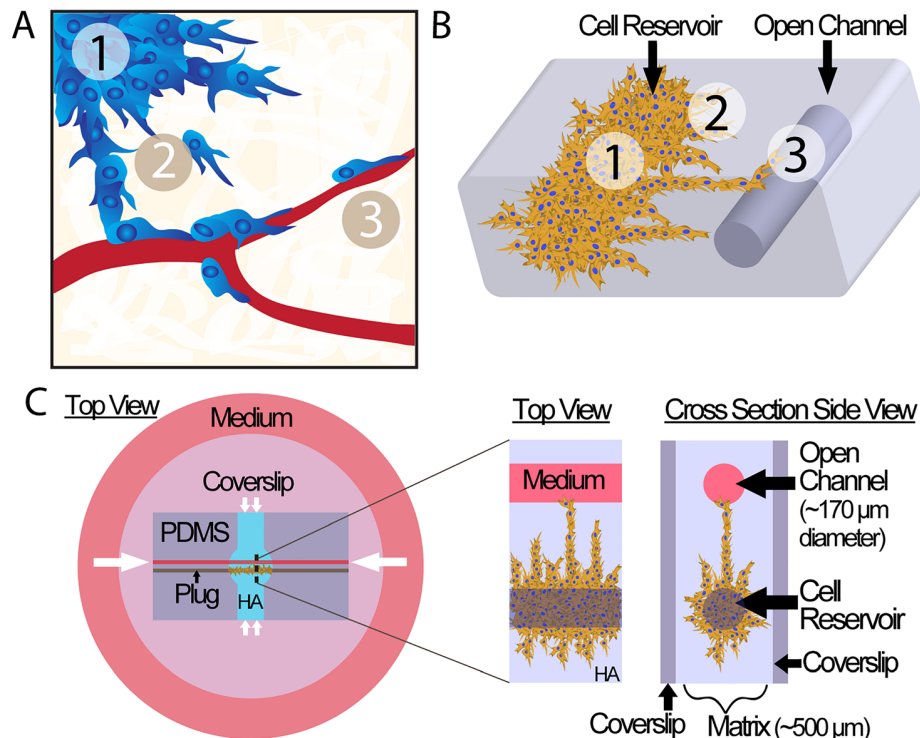 A
1
2
3
B
Cell Reservoir
Open Channel
1
2
3
C
Top View
Medium
Coverslip
PDMS
Plug
HA
Top View
Medium
HA
Cross Section Side View
Open
Channel
(~170 µm
diameter)
Cell
Reservoir
Coverslip
Coverslip
Matrix (~500 µm)